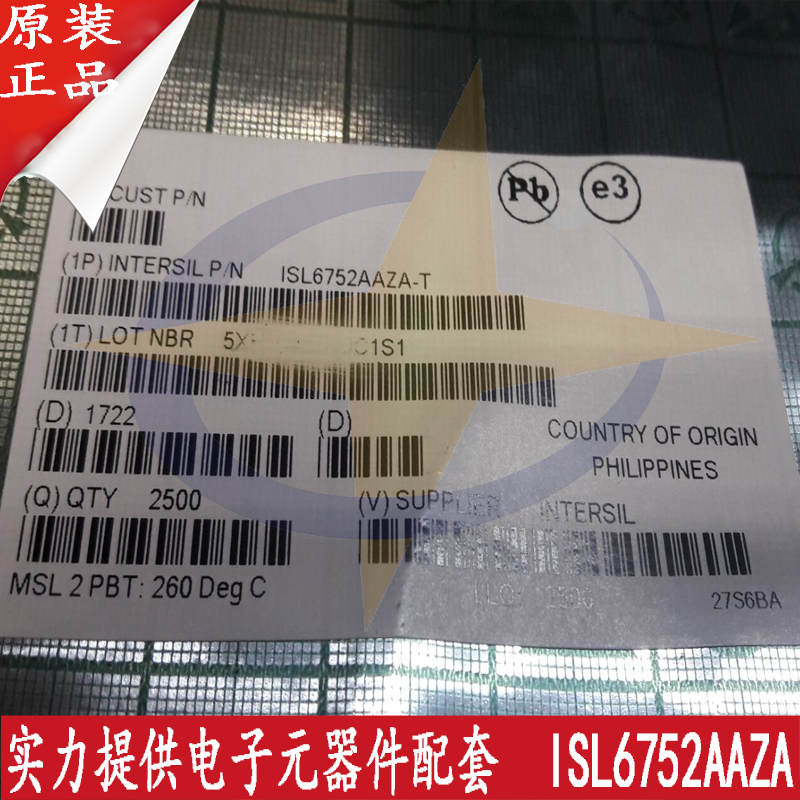 原装
正品
Pb
e3
CUST P/N
(1P) INTERSIL P/N ISL6752AAZA-T
(1T) LOT NBR C1S1
(D) 1722 (D)
COUNTRY OF ORIGIN
PHILIPPINES
(Q) QTY 2500 (V) SUPPLIER INTERSIL
MSL 2 PBT: 260 Deg C 27S6BA
实力提供电子元器件配套 ISL6752AAZA